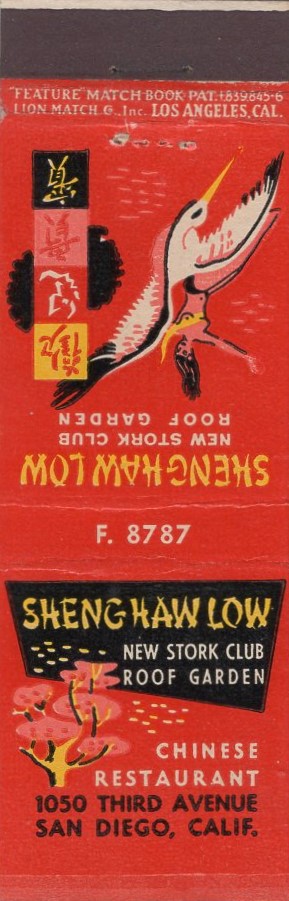 "FEATURE MATCH BOOK PAT. 1839845-6
LION MATCH Co. Inc. LOS ANGELES, CAL.
SHENG HAW LOW
NEW STORK CLUB
ROOF GARDEN
F. 8787
SHENG HAW LOW
NEW STORK CLUB
ROOF GARDEN
CHINESE
RESTAURANT
1050 THIRD AVENUE
SAN DIEGO, CALIF.